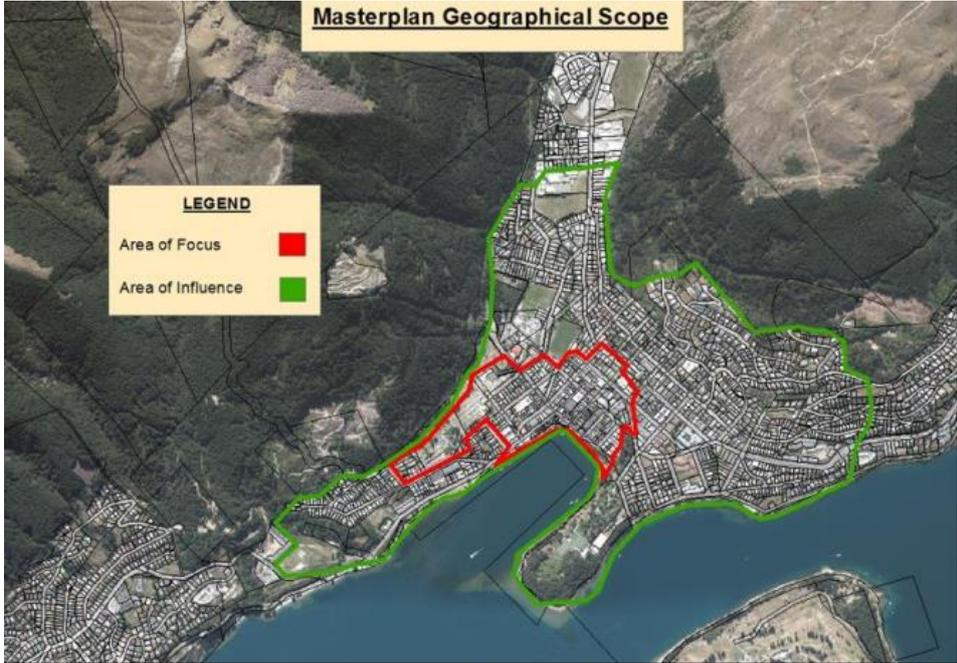 Masterplan Geographical Scope
LEGEND
Area of Focus
Area of Influence